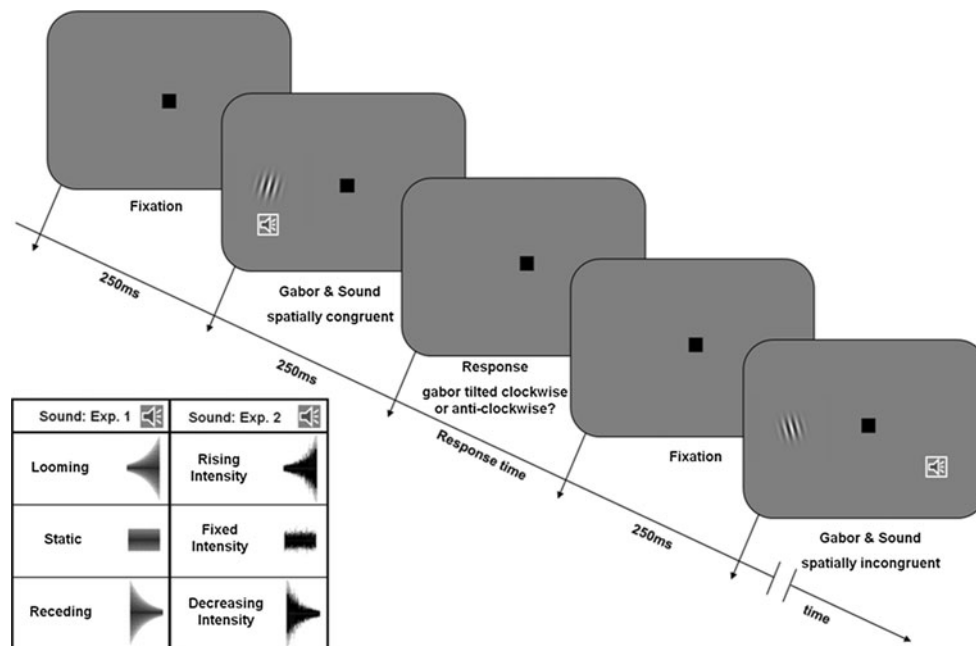 Fixation
250ms
Gabor & Sound
spatially congruent
250ms
Response
gabor tilted clockwise
or anti-clockwise?
Response time
Fixation
250ms
Gabor & Sound
spatially incongruent
time
Sound: Exp. 1
Sound: Exp. 2
Looming
Rising
Intensity
Static
Fixed
Intensity
Receding
Decreasing
Intensity